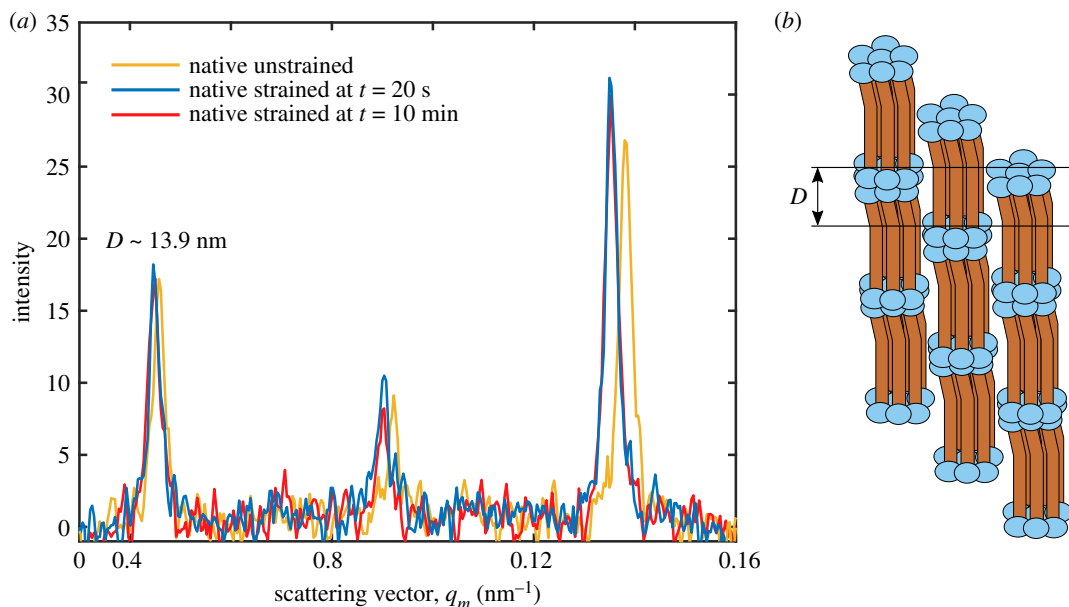 (a)
(b)
35
30
25
20
15
10
5
0
intensity
native unstrained
native strained at t = 20 s
native strained at t = 10 min
D ~ 13.9 nm
0 0.4 0.8 0.12 0.16
scattering vector, qm (nm–1)
D